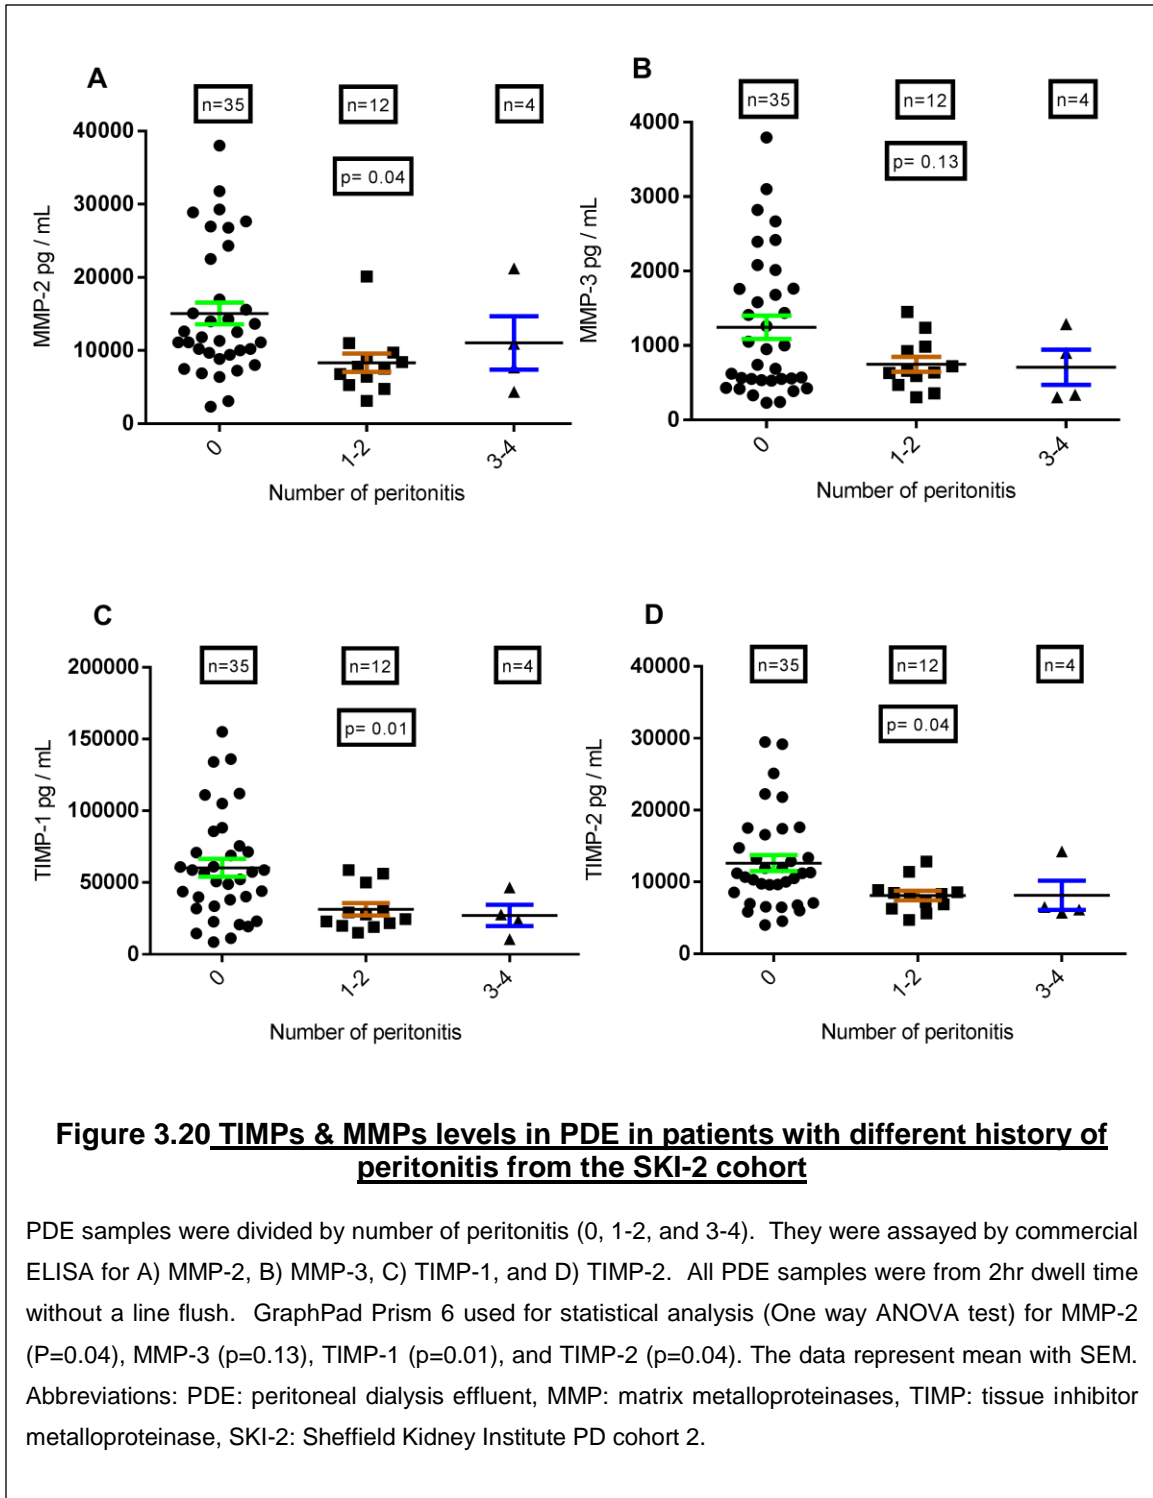 A
n=35
n=12
n=4
p= 0.04
40000
30000
20000
10000
0
MMP-2 pg / mL
0
1-2
3-4
Number of peritonitis
B
n=35
n=12
n=4
p= 0.13
4000
3000
2000
1000
0
MMP-3 pg / mL
0
1-2
3-4
Number of peritonitis
C
n=35
n=12
n=4
p= 0.01
200000
150000
100000
50000
0
TIMP-1 pg / mL
0
1-2
3-4
Number of peritonitis
D
n=35
n=12
n=4
p= 0.04
40000
30000
20000
10000
0
TIMP-2 pg / mL
0
1-2
3-4
Number of peritonitis
Figure 3.20 TIMPs & MMPs levels in PDE in patients with different history of
peritonitis from the SKI-2 cohort
PDE samples were divided by number of peritonitis (0, 1-2, and 3-4). They were assayed by commercial
ELISA for A) MMP-2, B) MMP-3, C) TIMP-1, and D) TIMP-2. All PDE samples were from 2hr dwell time
without a line flush. GraphPad Prism 6 used for statistical analysis (One way ANOVA test) for MMP-2
(P=0.04), MMP-3 (p=0.13), TIMP-1 (p=0.01), and TIMP-2 (p=0.04). The data represent mean with SEM.
Abbreviations: PDE: peritoneal dialysis effluent, MMP: matrix metalloproteinases, TIMP: tissue inhibitor
metalloproteinase, SKI-2: Sheffield Kidney Institute PD cohort 2.